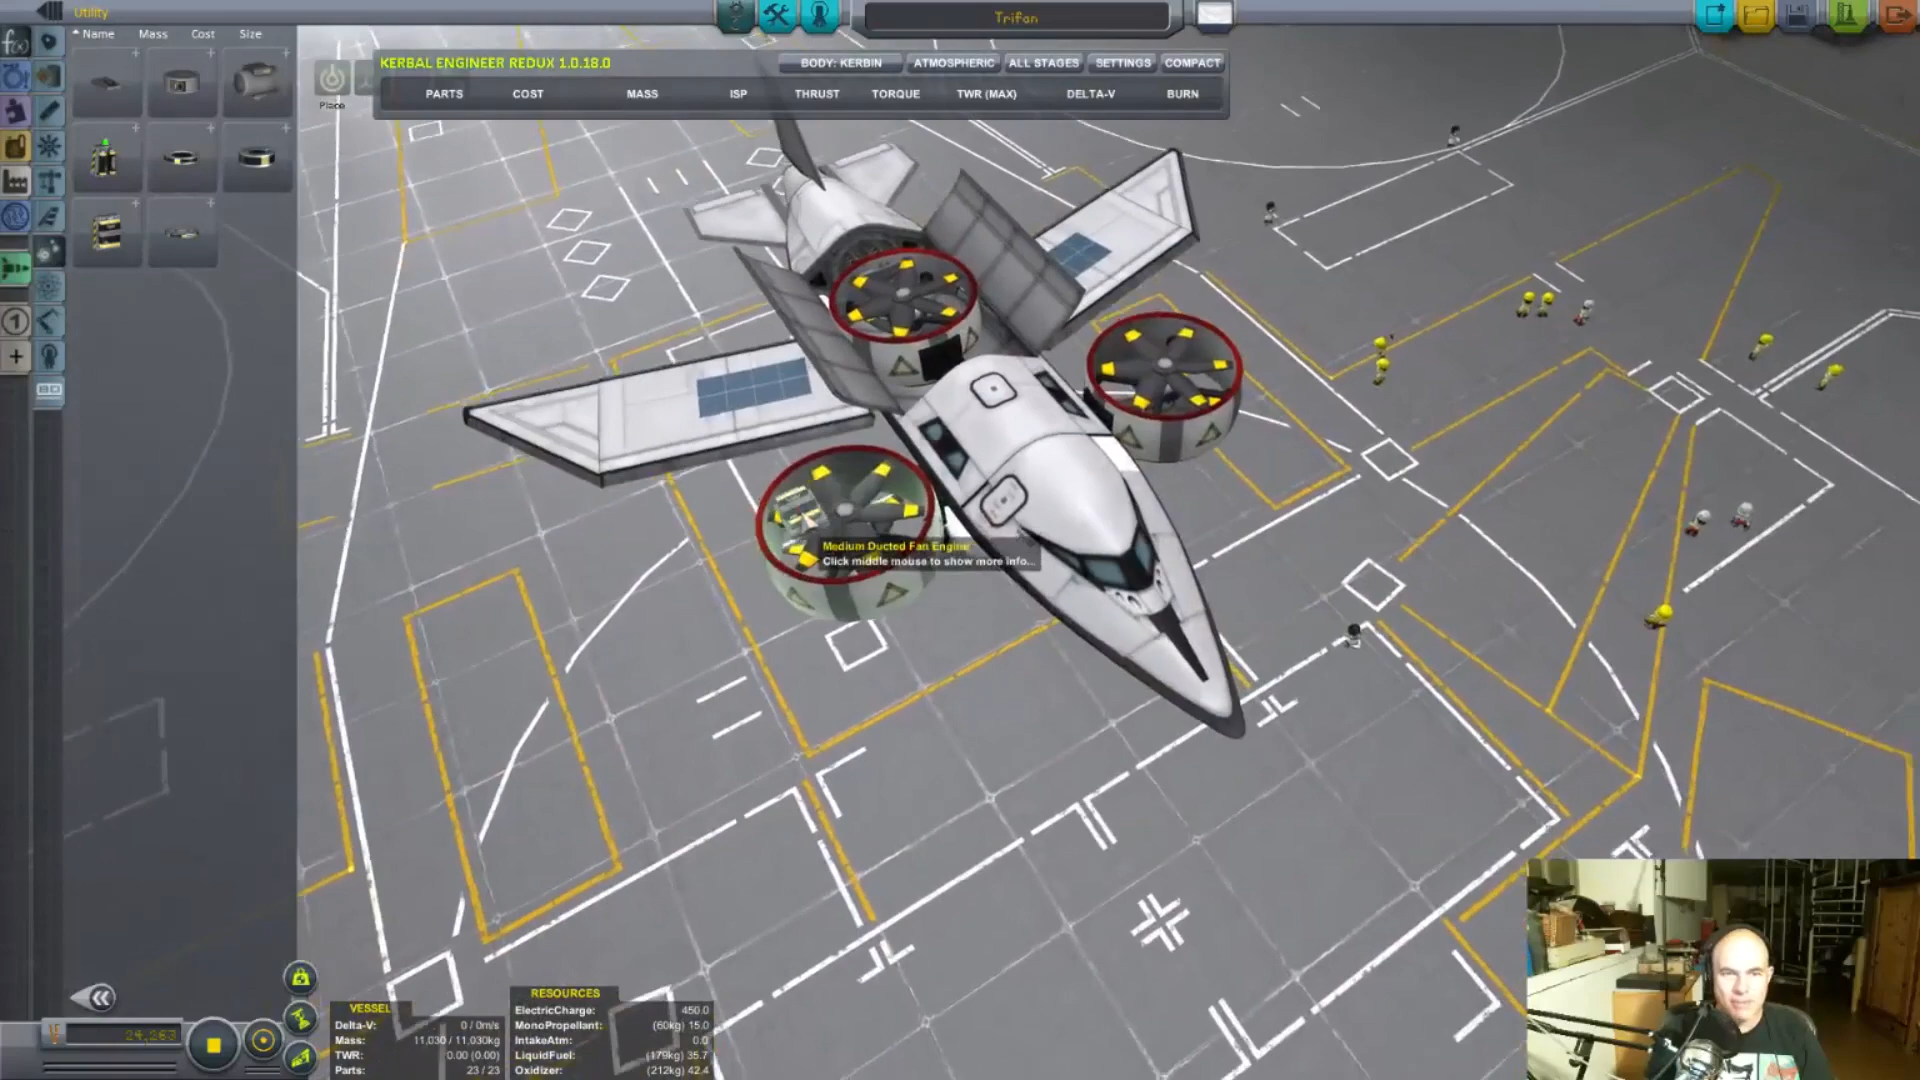 Utility
Name Mass Cost Size
Trifan
KERBAL ENGINEER REDUX 1.0.18.0
BODY: KERBIN ATMOSPHERIC ALL STAGES SETTINGS COMPACT
PARTS COST MASS ISP THRUST TORQUE TWR (MAX) DELTA-V BURN
Place
f(x)
1
Medium Ducted Fan Engine
Click middle mouse to show more info...
24,263
VESSEL
Delta-V: 0 / 0m/s
Mass: 11,030 / 11,030kg
TWR: 0.00 (0.00)
Parts: 23 / 23
RESOURCES
ElectricCharge: 450.0
MonoPropellant: (60kg) 15.0
IntakeAtm: 0.0
LiquidFuel: (179kg) 35.7
Oxidizer: (212kg) 42.4